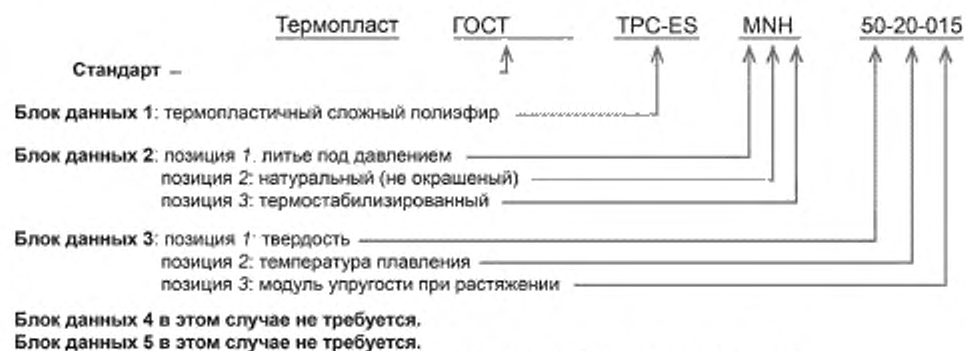 Термопласт ГОСТ TPC-ES MNH 50-20-015
Стандарт –
Блок данных 1: термопластичный сложный полиэфир
Блок данных 2: позиция 1. литье под давлением
позиция 2: натуральный (не окрашеный)
позиция 3: термостабилизированный
Блок данных 3: позиция 1: твердость
позиция 2: температура плавления
позиция 3: модуль упругости при растяжении
Блок данных 4 в этом случае не требуется.
Блок данных 5 в этом случае не требуется.